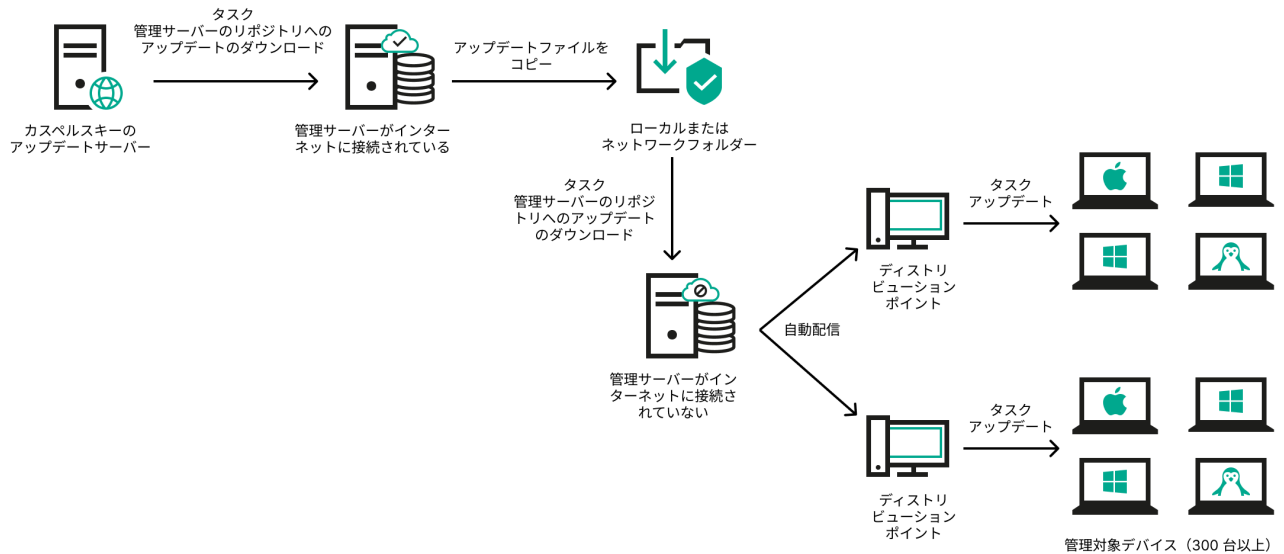 タスク
管理サーバーのリポジトリへの
アップデートのダウンロード
カスペルスキーの
アップデートサーバー
管理サーバーがインター
ネットに接続されている
アップデートファイルを
コピー
ローカルまたは
ネットワークフォルダー
タスク
管理サーバーのリポジ
トリへのアップデート
のダウンロード
管理サーバーがイン
ターネットに接続さ
れていない
自動配信
ディストリ
ビューション
ポイント
タスク
アップデート
ディストリ
ビューション
ポイント
タスク
アップデート
管理対象デバイス（300 台以上）